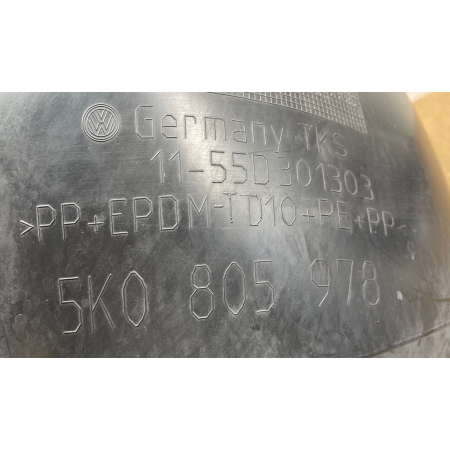 Germany TKS
11-55D301303
>PP+EPDM-TD10+PE+PP<
5K0 805 978